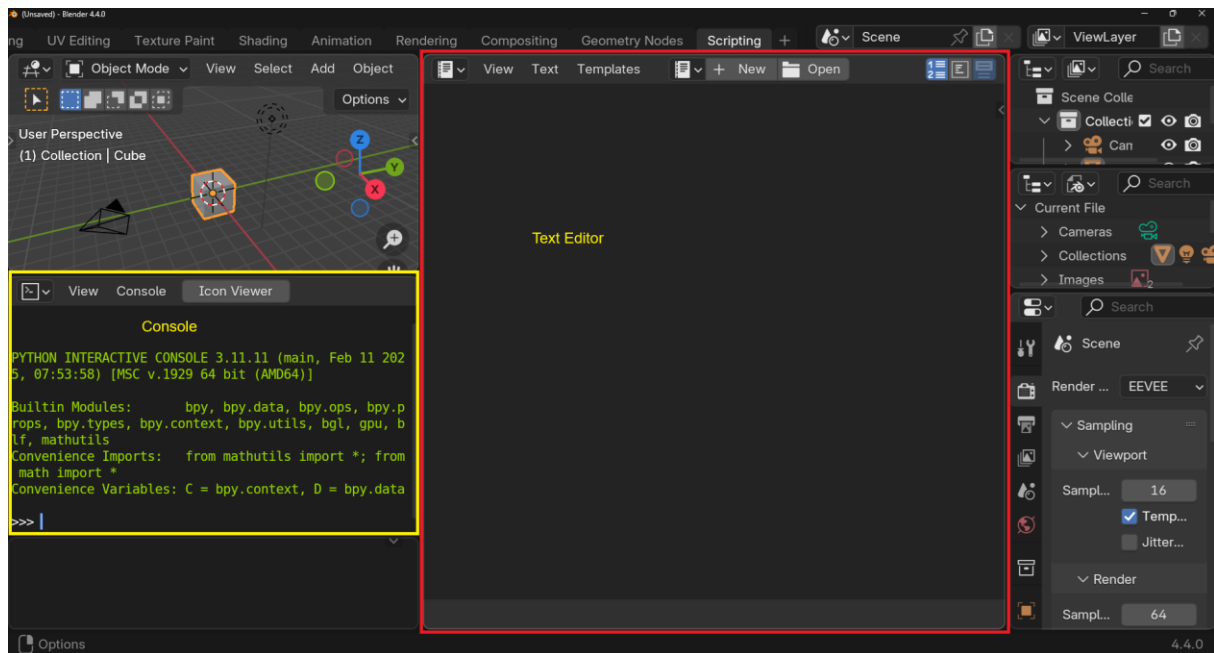 (Unsaved) - Blender 4.4.0
ng UV Editing Texture Paint Shading Animation Rendering Compositing Geometry Nodes Scripting + Scene ViewLayer
Object Mode View Select Add Object
Options
User Perspective
(1) Collection | Cube
Z
Y
X
View Console Icon Viewer
Console
PYTHON INTERACTIVE CONSOLE 3.11.11 (main, Feb 11 202
5, 07:53:58) [MSC v.1929 64 bit (AMD64)]
Builtin Modules: bpy, bpy.data, bpy.ops, bpy.p
rops, bpy.types, bpy.context, bpy.utils, bgl, gpu, b
lf, mathutils
Convenience Imports: from mathutils import *; from
math import *
Convenience Variables: C = bpy.context, D = bpy.data
>>>
View Text Templates + New Open
Text Editor
Search
Scene Colle
Collecti
Can
Search
Current File
Cameras
Collections
Images 2
Search
Scene
Render ... EEVEE
Sampling
Viewport
Sampl... 16
Temp...
Jitter...
Render
Sampl... 64
Options 4.4.0